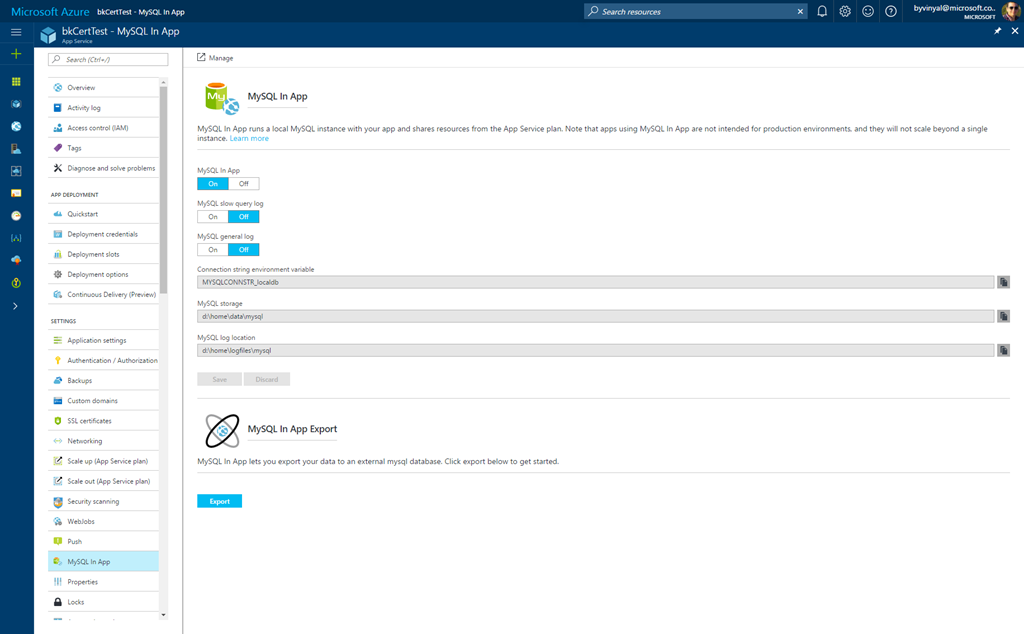 Microsoft Azure bkCertTest - MySQL In App
Search resources
byvinyal@microsoft.co...
MICROSOFT
bkCertTest - MySQL In App
App Service
Search (Ctrl+/)
Overview
Activity log
Access control (IAM)
Tags
Diagnose and solve problems
APP DEPLOYMENT
Quickstart
Deployment credentials
Deployment slots
Deployment options
Continuous Delivery (Preview)
SETTINGS
Application settings
Authentication / Authorization
Backups
Custom domains
SSL certificates
Networking
Scale up (App Service plan)
Scale out (App Service plan)
Security scanning
WebJobs
Push
MySQL In App
Properties
Locks
Manage
My
MySQL In App
MySQL In App runs a local MySQL instance with your app and shares resources from the App Service plan. Note that apps using MySQL In App are not intended for production environments, and they will not scale beyond a single
instance. Learn more
MySQL In App
On Off
MySQL slow query log
On Off
MySQL general log
On Off
Connection string environment variable
MYSQLCONNSTR_localdb
MySQL storage
d:\home\data\mysql
MySQL log location
d:\home\logfiles\mysql
Save Discard
MySQL In App Export
MySQL In App lets you export your data to an external mysql database. Click export below to get started.
Export